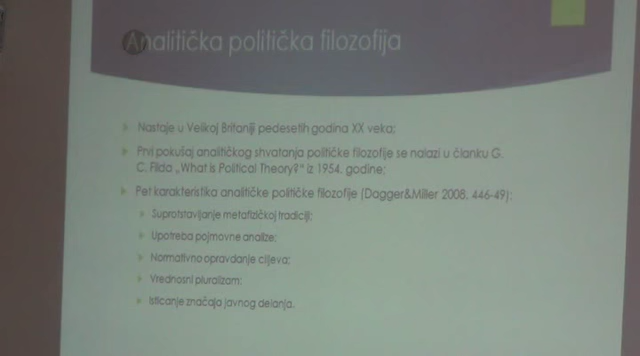 Analitička politička filozofija
Nastaje u Velikoj Britaniji pedesetih godina XX veka;
Prvi pokušaj analitičkog shvatanja političke filozofije se nalazi u članku G.
C. Filda „What is Political Theory?“ iz 1954. godine;
Pet karakteristika analitičke političke filozofije (Dagger&Miller 2008, 446-49):
Suprotstavljanje metafizičkoj tradiciji;
Upotreba pojmovne analize;
Normativno opravdanje ciljeva;
Vrednosni pluralizam;
Isticanje značaja javnog delanja.